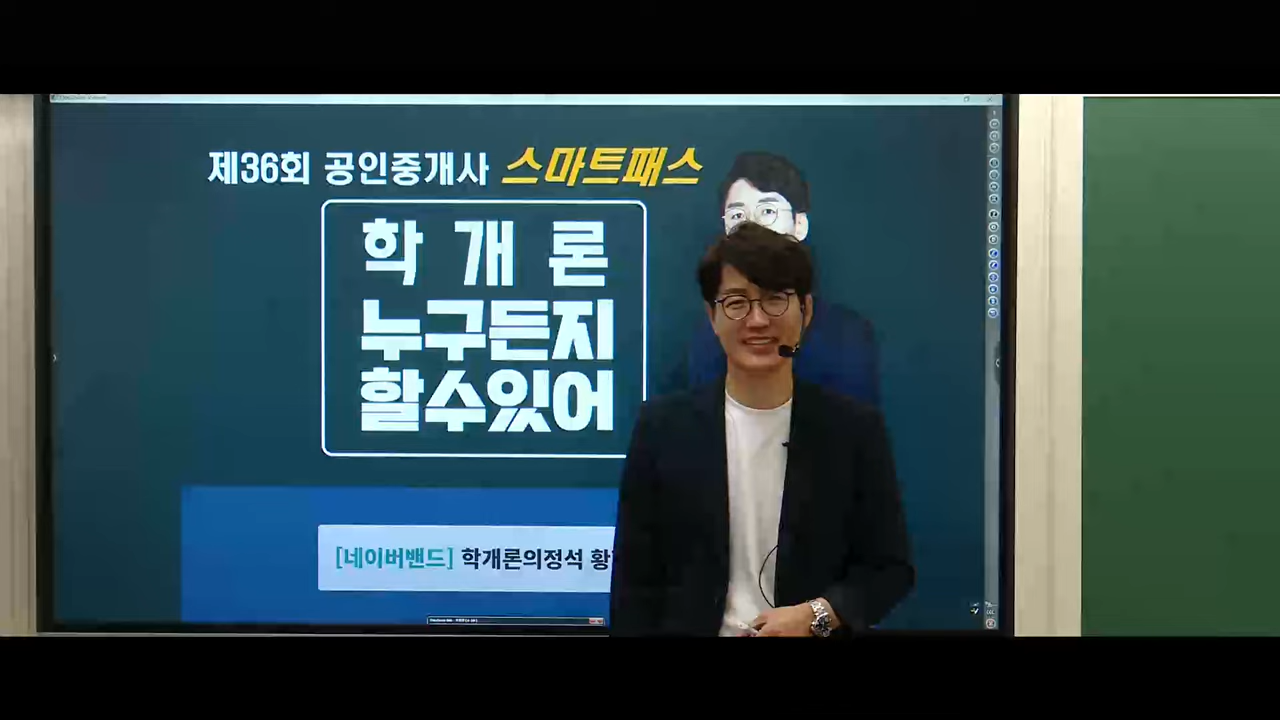 제36회 공인중개사 스마트패스
학개론
누구든지
할수있어
[네이버밴드] 학개론의정석 황